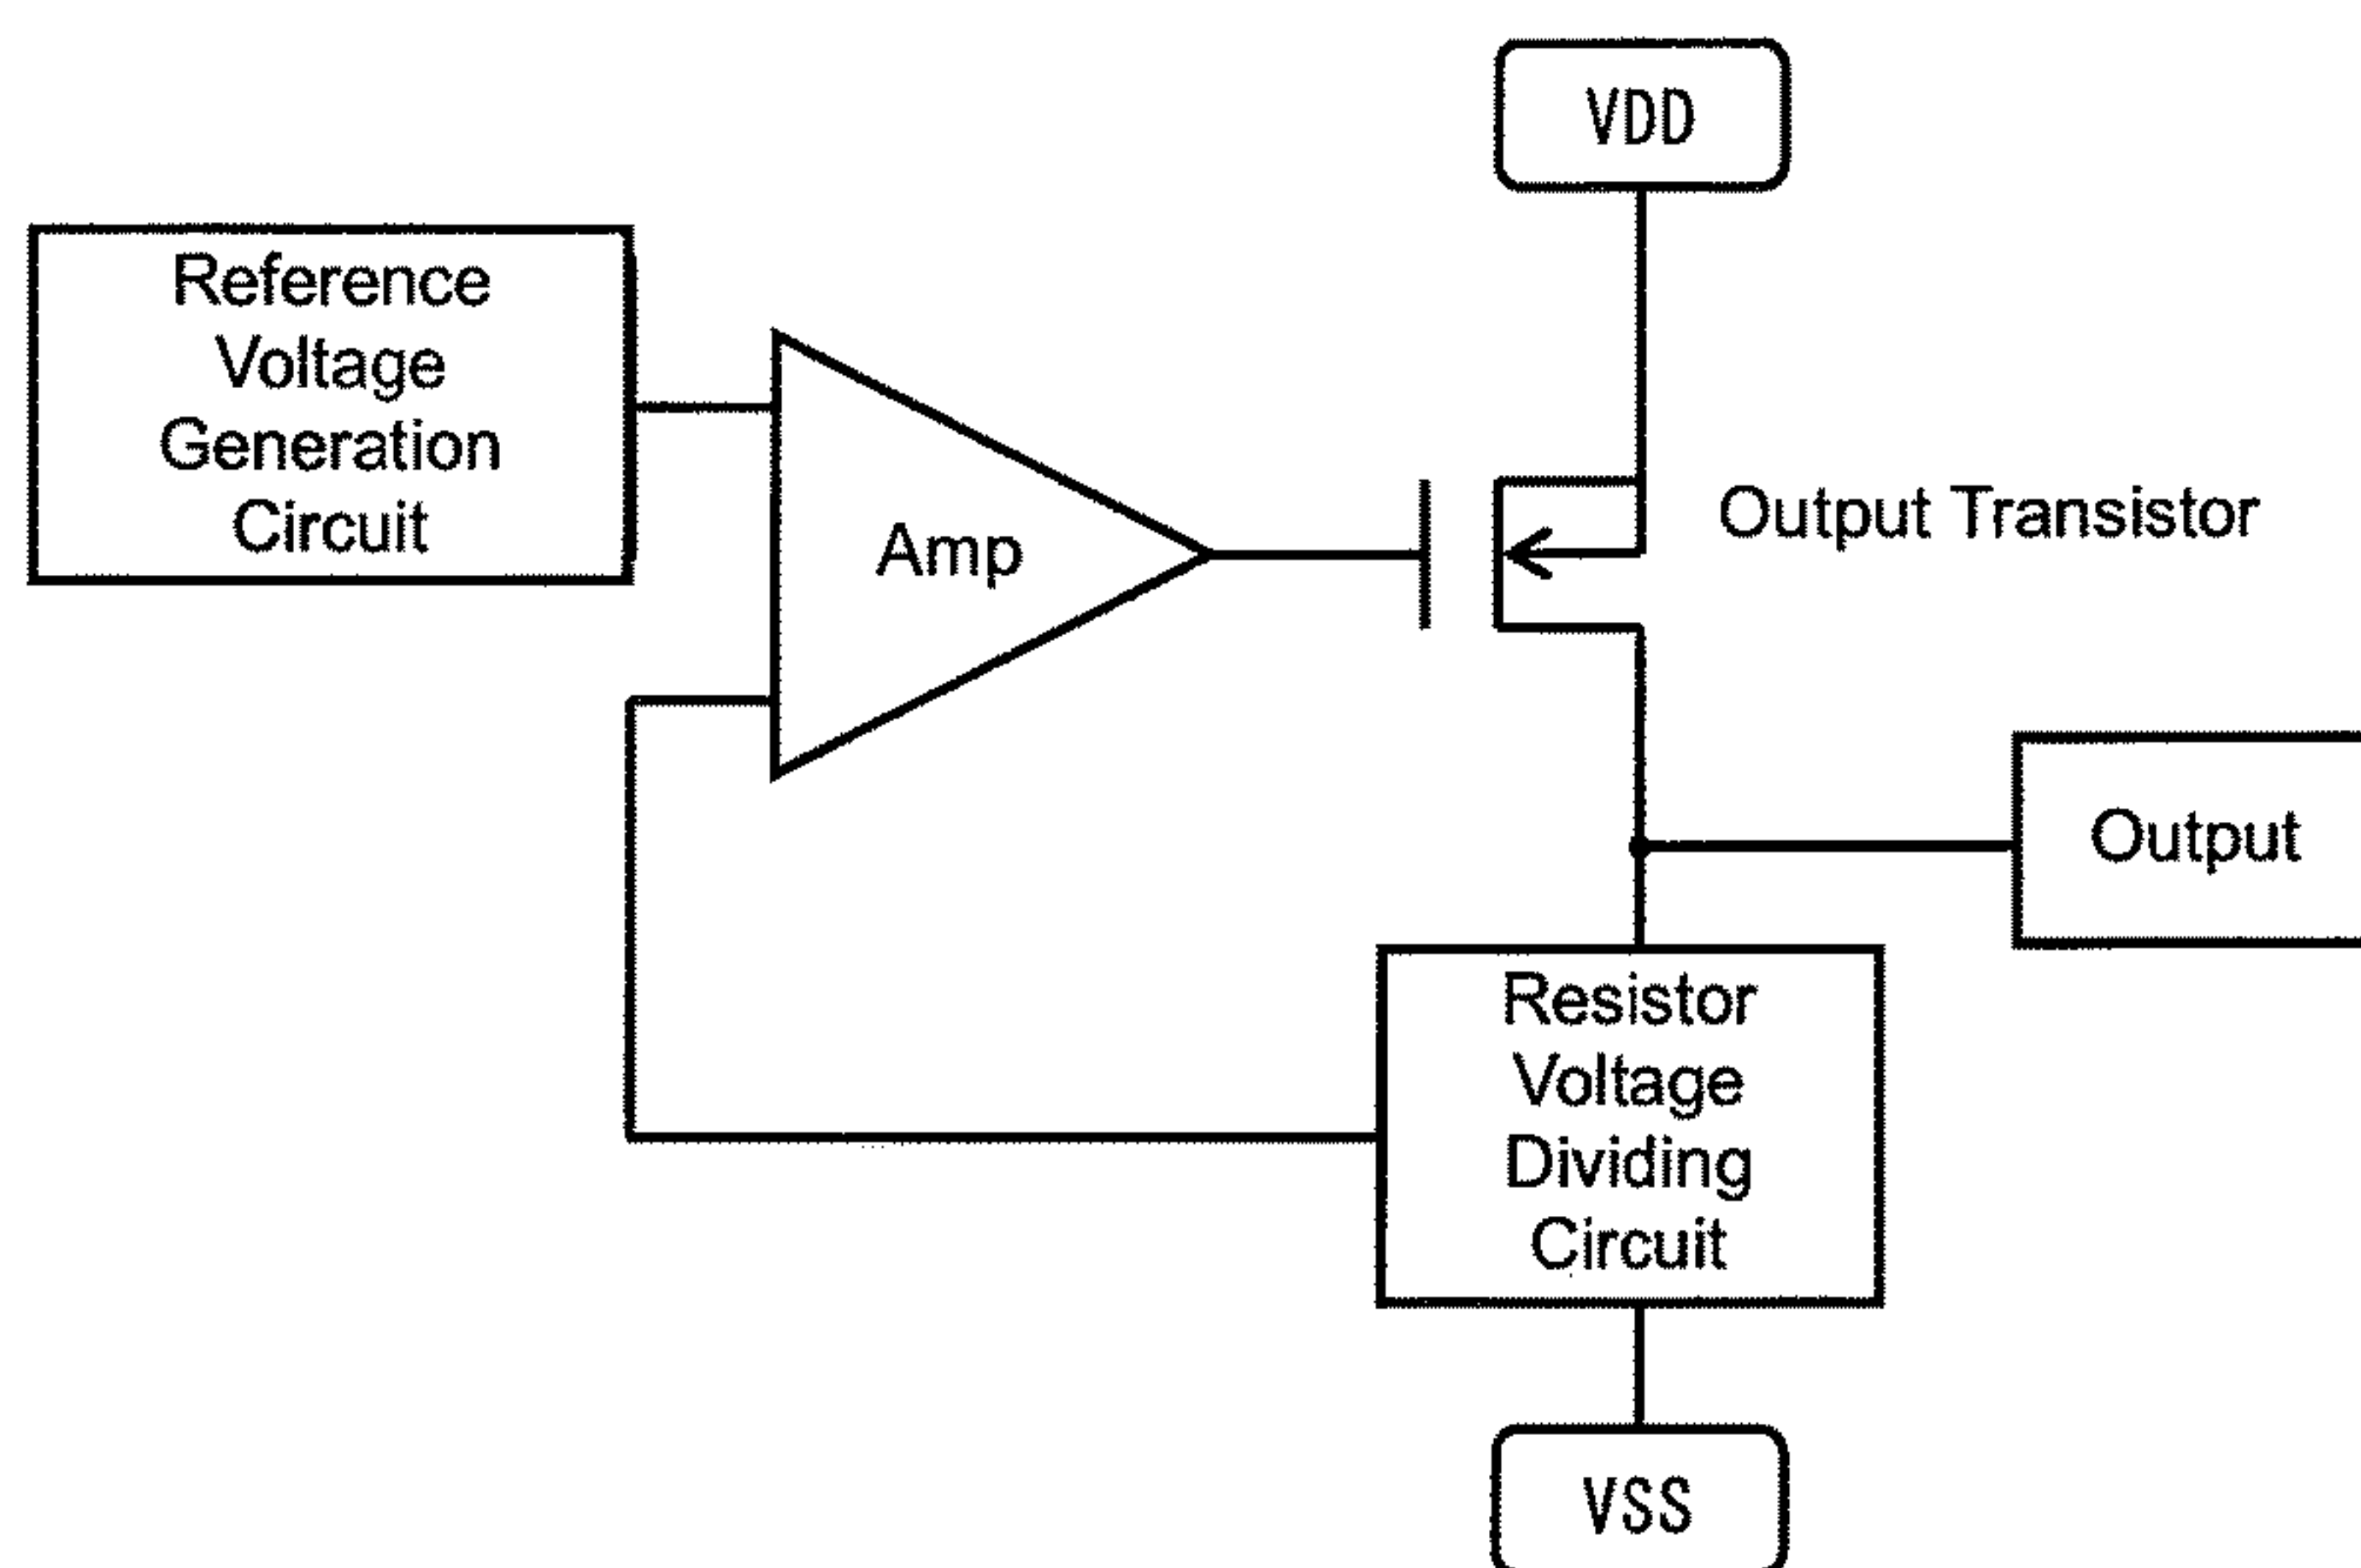 VDD
Reference
Voltage
Generation
Circuit
Amp
Output Transistor
Output
Resistor
Voltage
Dividing
Circuit
VSS